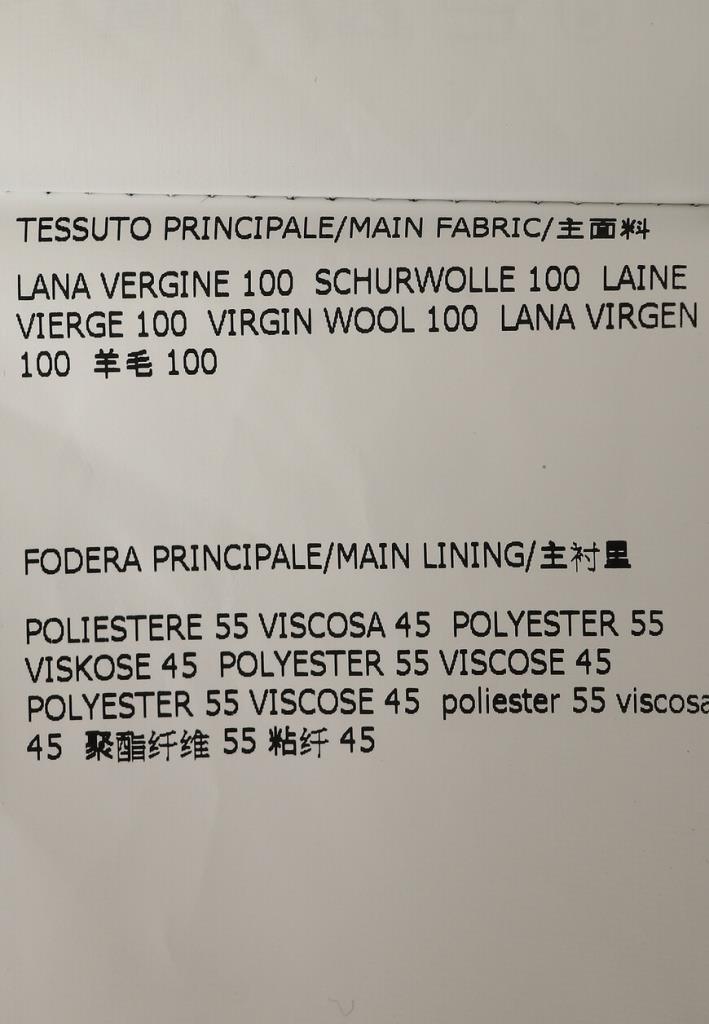 TESSUTO PRINCIPALE/MAIN FABRIC/主面料
LANA VERGINE 100 SCHURWOLLE 100 LAINE
VIERGE 100 VIRGIN WOOL 100 LANA VIRGEN
100 羊毛 100
FODERA PRINCIPALE/MAIN LINING/主衬里
POLIESTERE 55 VISCOSA 45 POLYESTER 55
VISKOSE 45 POLYESTER 55 VISCOSE 45
POLYESTER 55 VISCOSE 45 poliester 55 viscosa
45 聚酯纤维 55 粘纤 45